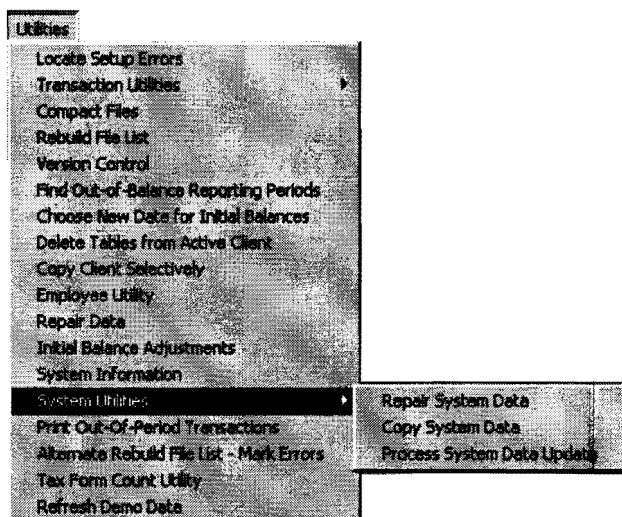 Utilities
Locate Setup Errors
Transaction Utilities
Compact Files
Rebuild File List
Version Control
Find Out-of-Balance Reporting Periods
Choose New Date for Initial Balances
Delete Tables from Active Client
Copy Client Selectively
Employee Utility
Repair Data
Initial Balance Adjustments
System Information
System Utilities
Repair System Data
Print Out-Of-Period Transactions
Copy System Data
Alternate Rebuild File List - Mark Errors
Process System Data Update
Tax Form Count Utility
Refresh Demo Data